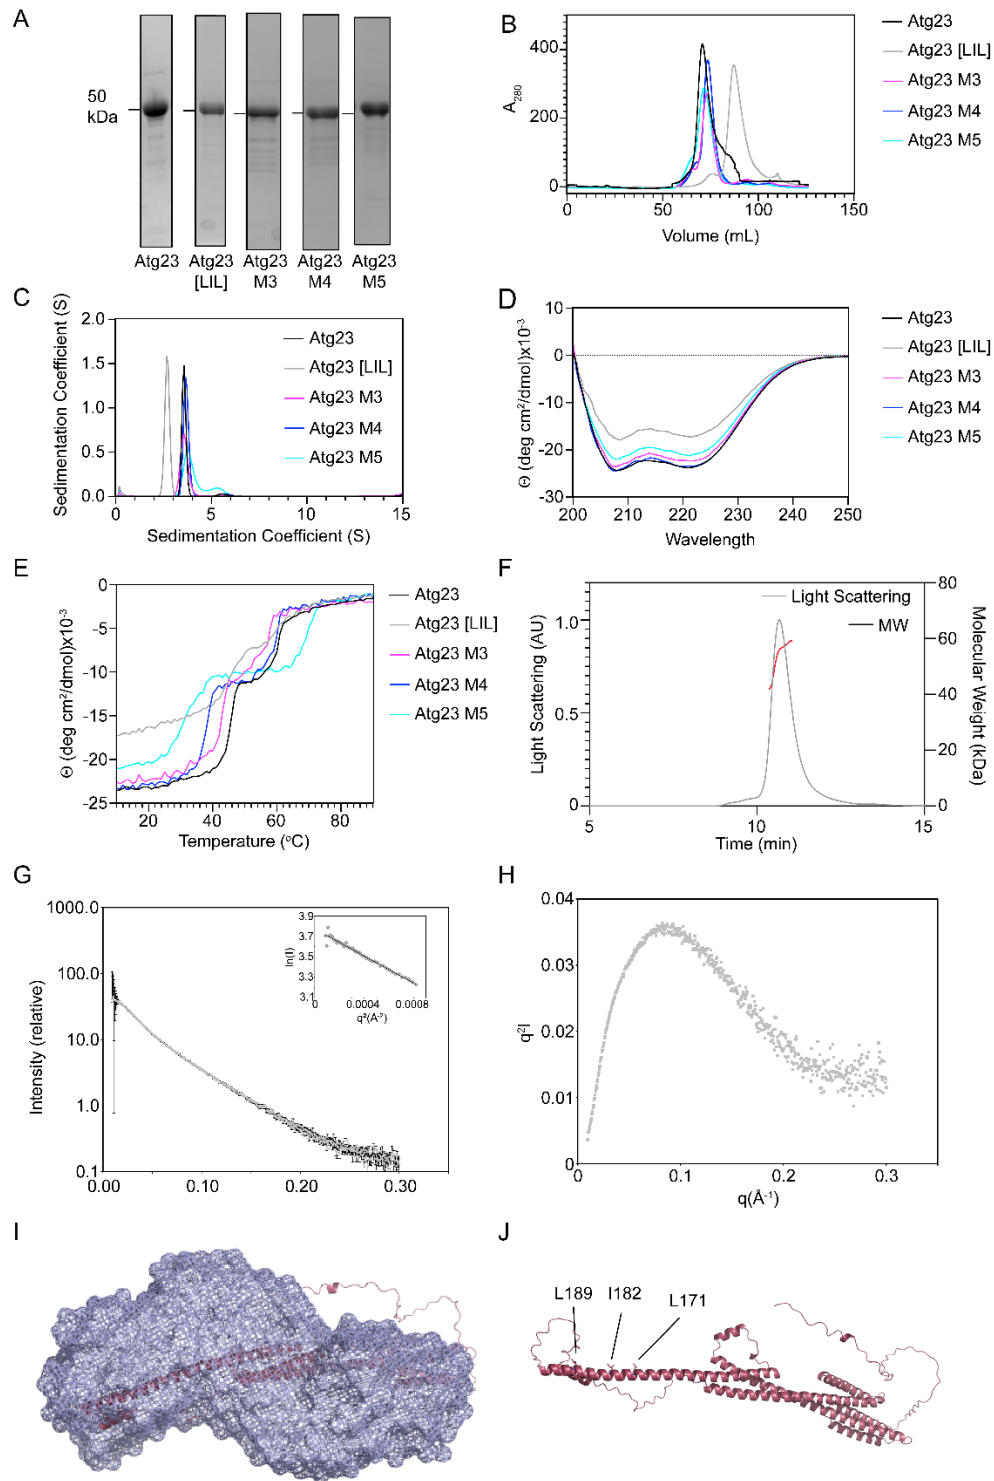 A
50
kDa
Atg23
Atg23
[LIL]
Atg23
M3
Atg23
M4
Atg23
M5
B
A280
400
200
0
0
50
100
150
Volume (mL)
Atg23
Atg23 [LIL]
Atg23 M3
Atg23 M4
Atg23 M5
C
Sedimentation Coefficient (S)
2.0
1.5
1.0
0.5
0.0
0
5
10
15
Sedimentation Coefficient (S)
Atg23
Atg23 [LIL]
Atg23 M3
Atg23 M4
Atg23 M5
D
Θ (deg cm²/dmol)x10⁻³
10
0
-10
-20
-30
200
210
220
230
240
250
Wavelength
Atg23
Atg23 [LIL]
Atg23 M3
Atg23 M4
Atg23 M5
E
Θ (deg cm²/dmol)x10⁻³
0
-5
-10
-15
-20
-25
20
40
60
80
Temperature (°C)
Atg23
Atg23 [LIL]
Atg23 M3
Atg23 M4
Atg23 M5
F
Light Scattering (AU)
1.0
0.5
0
5
10
15
Time (min)
Light Scattering
MW
80
60
40
20
0
Molecular Weight (kDa)
G
Intensity (relative)
1000.0
100.0
10.0
1.0
0.1
0.00
0.10
0.20
0.30
ln(I)
3.9
3.7
3.5
3.3
3.1
0
0.0004
0.0008
q²(Å⁻²)
H
q²I
0.04
0.03
0.02
0.01
0
0
0.1
0.2
0.3
q(Å⁻¹)
I
J
L189
I182
L171